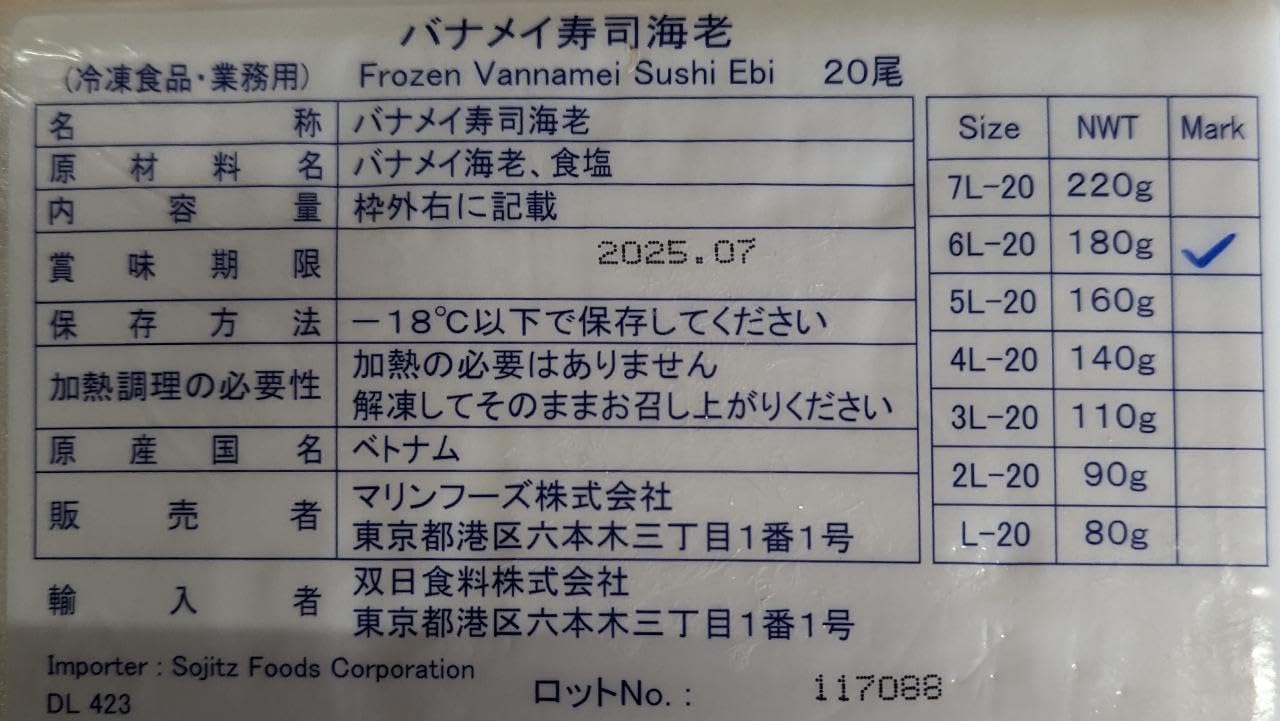 バナメイ寿司海老
(冷凍食品・業務用) Frozen Vannamei Sushi Ebi 20尾
名称 バナメイ寿司海老
原材料名 バナメイ海老、食塩
内容量 枠外右に記載
賞味期限 2025.07
保存方法 －18℃以下で保存してください
加熱調理の必要性 加熱の必要はありません
解凍してそのままお召し上がりください
原産国名 ベトナム
販売者 マリンフーズ株式会社
東京都港区六本木三丁目1番1号
輸入者 双日食料株式会社
東京都港区六本木三丁目1番1号
Importer : Sojitz Foods Corporation
DL 423
ロットNo. : 117088
Size NWT Mark
7L-20 220g
6L-20 180g ✓
5L-20 160g
4L-20 140g
3L-20 110g
2L-20 90g
L-20 80g